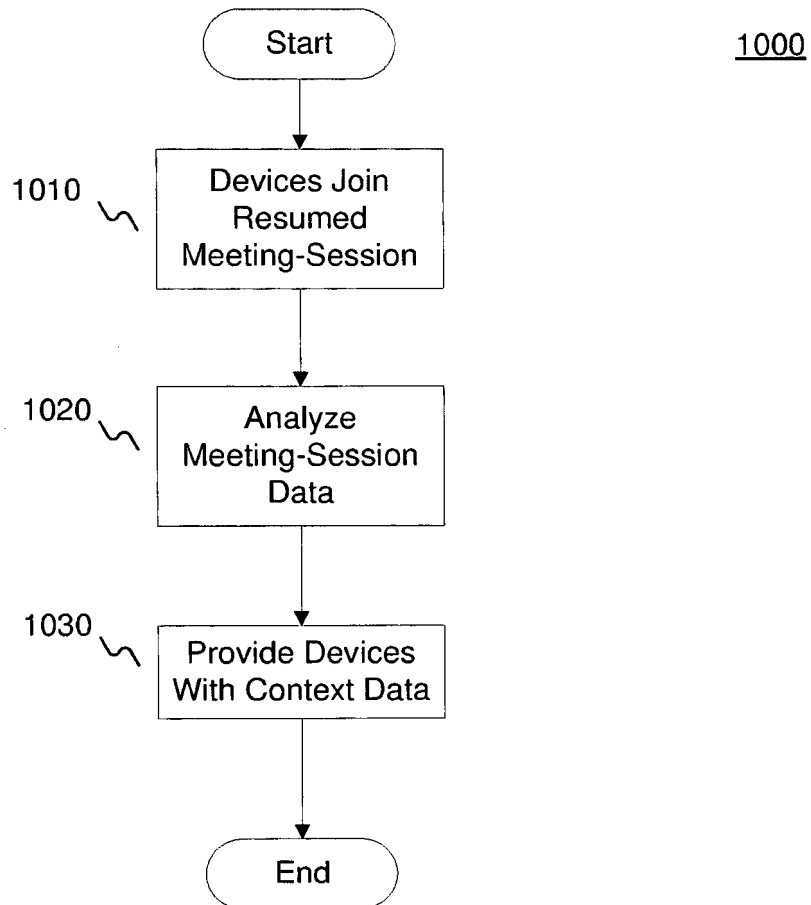 Start
1000
1010
Devices Join
Resumed
Meeting-Session
1020
Analyze
Meeting-Session
Data
1030
Provide Devices
With Context Data
End